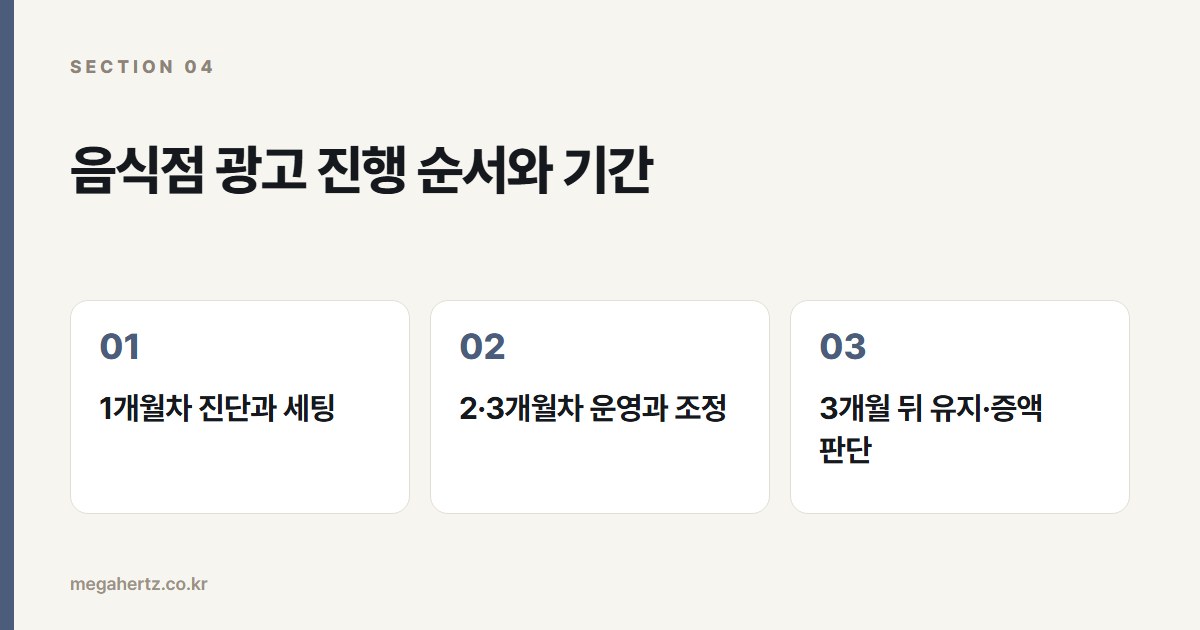 SECTION 04
음식점 광고 진행 순서와 기간
01
1개월차 진단과 세팅
02
2·3개월차 운영과 조정
03
3개월 뒤 유지·증액
판단
megahertz.co.kr